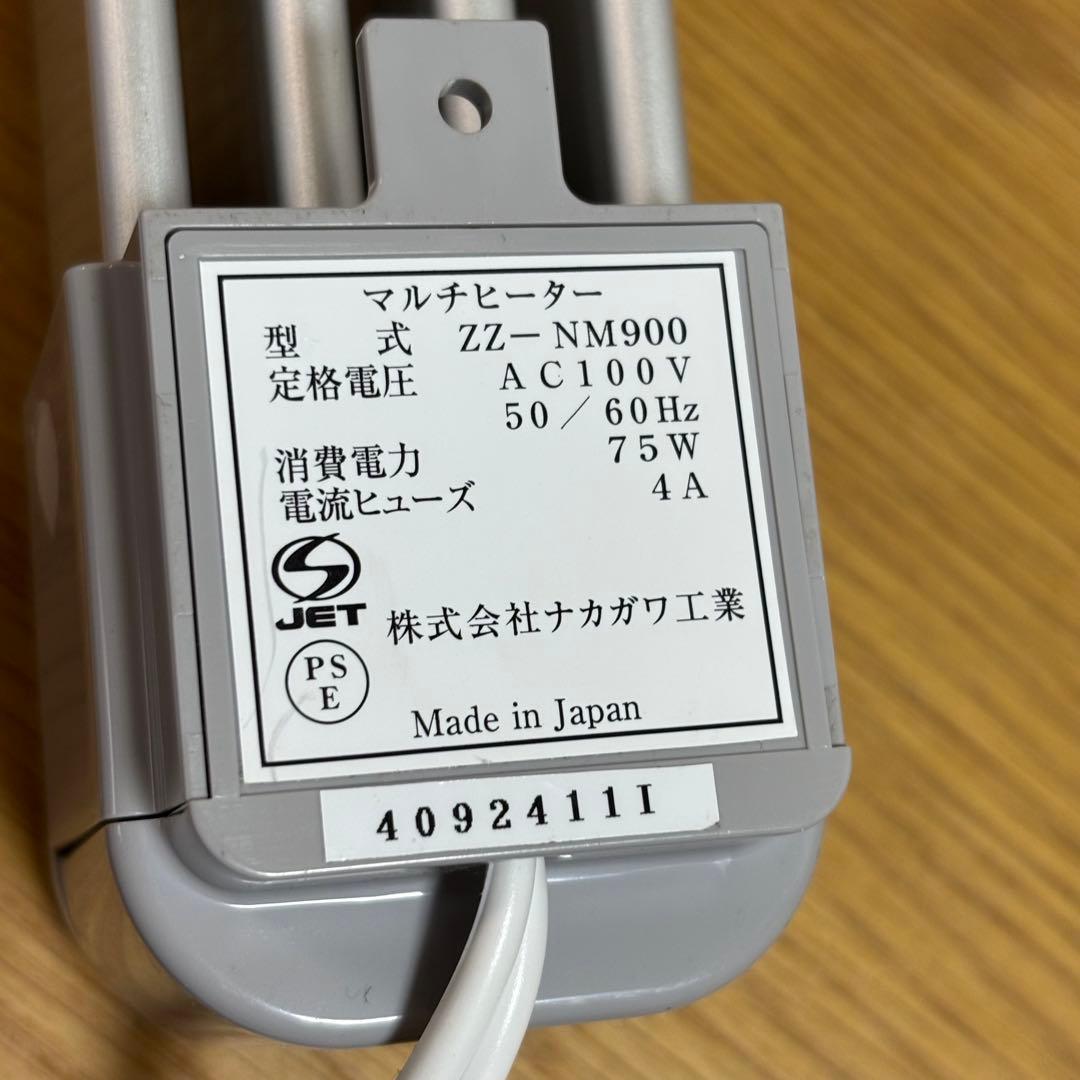 マルチヒーター
型 式 ZZ－NM900
定格電圧 AC100V
50／60Hz
消費電力 75W
電流ヒューズ 4A
JET
株式会社ナカガワ工業
PS
E
Made in Japan
40924111